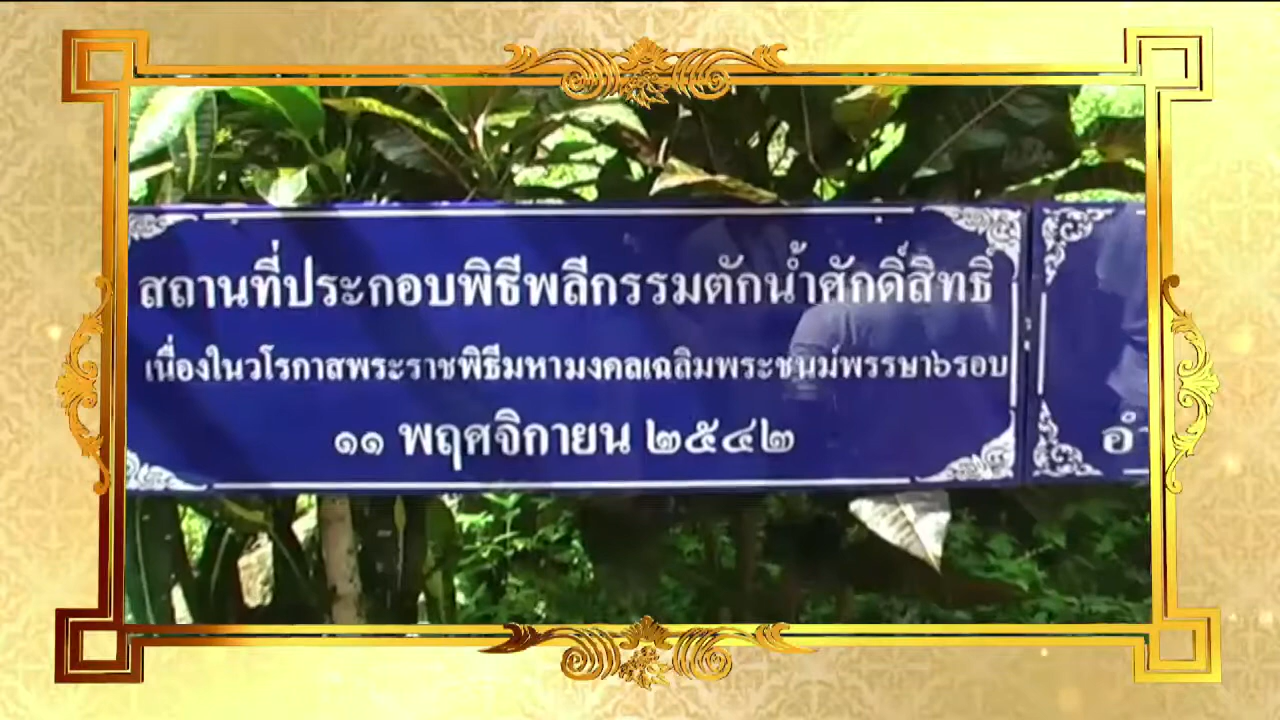 สถานที่ประกอบพิธีพลีกรรมตักน้ำศักดิ์สิทธิ์
เนื่องในวโรกาสพระราชพิธีมหามงคลเฉลิมพระชนม์พรรษา๖รอบ
๑๑ พฤศจิกายน ๒๕๔๒